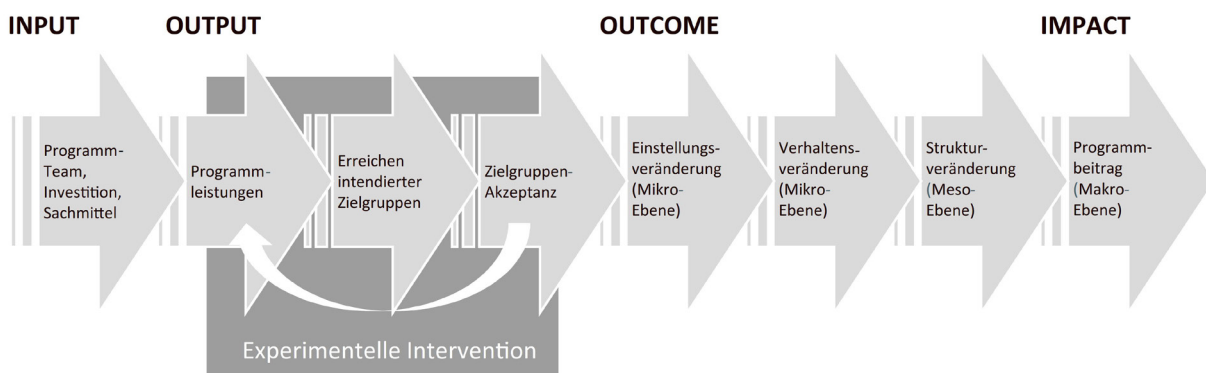 INPUT
OUTPUT
OUTCOME
IMPACT
Programm-
Team,
Investition,
Sachmittel
Programm-
leistungen
Erreichen
intendierter
Zielgruppen
Zielgruppen-
Akzeptanz
Einstellungs-
veränderung
(Mikro-
Ebene)
Verhaltens-
veränderung
(Mikro-
Ebene)
Struktur-
veränderung
(Meso-
Ebene)
Programm-
beitrag
(Makro-
Ebene)
Experimentelle Intervention